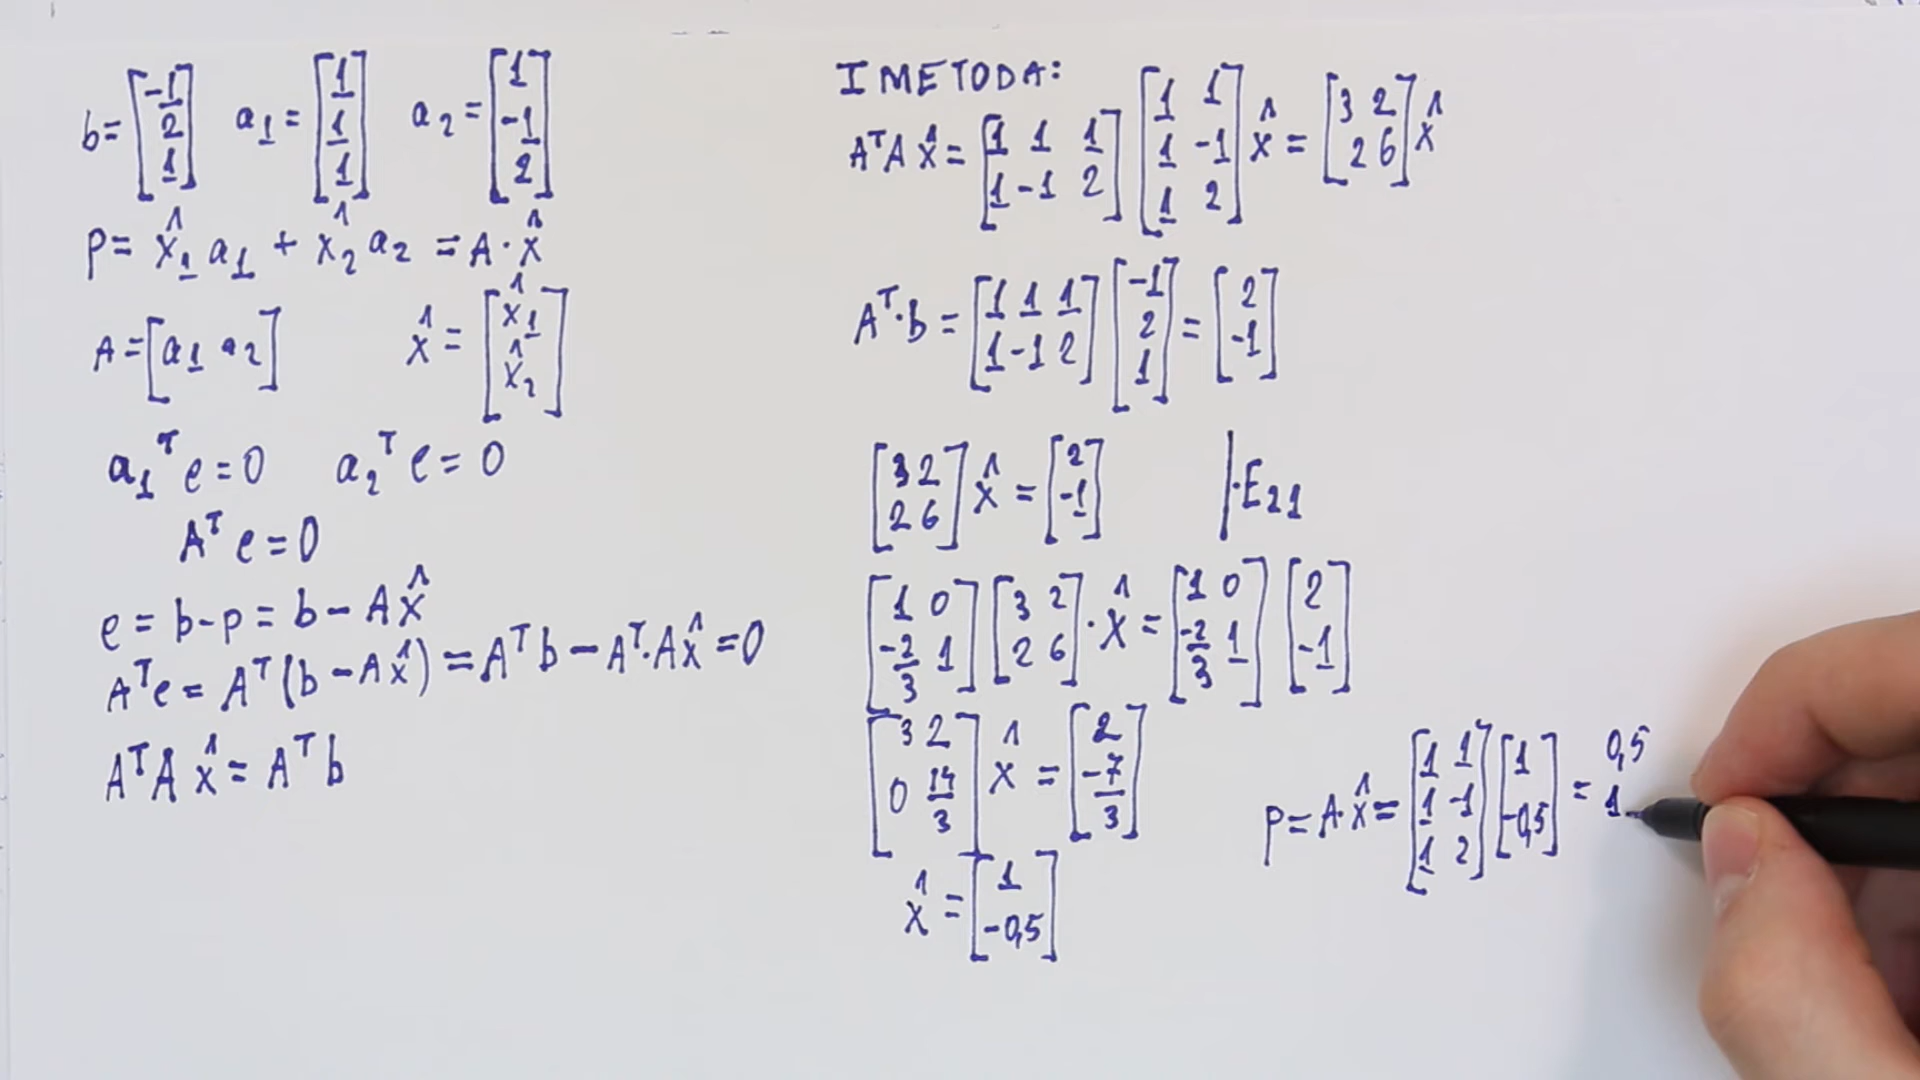 b = [-1 2 1] a₁ = [1 1 1] a₂ = [1 -1 2]
p = x̂₁ a₁ + x̂₂ a₂ = A · x̂
A = [a₁ a₂] x̂ = [x̂₁ x̂₂]
a₁ᵀ e = 0 a₂ᵀ e = 0
Aᵀ e = 0
e = b - p = b - A x̂
Aᵀe = Aᵀ(b - A x̂) = Aᵀb - Aᵀ·Ax̂ = 0
AᵀA x̂ = Aᵀb
I METODA:
AᵀA x̂ = [1 1 1; 1 -1 2] [1 1; 1 -1; 1 2] x̂ = [3 2; 2 6] x̂
Aᵀ·b = [1 1 1; 1 -1 2] [-1; 2; 1] = [2; -1]
[3 2; 2 6] x̂ = [2; -1] | ·E₂₁
[1 0; -2/3 1] [3 2; 2 6] · x̂ = [1 0; -2/3 1] [2; -1]
[3 2; 0 14/3] x̂ = [2; -7/3]
x̂ = [1; -0,5]
p = A·x̂ = [1 1; 1 -1; 1 2] [1; -0,5] = 0,5
1.